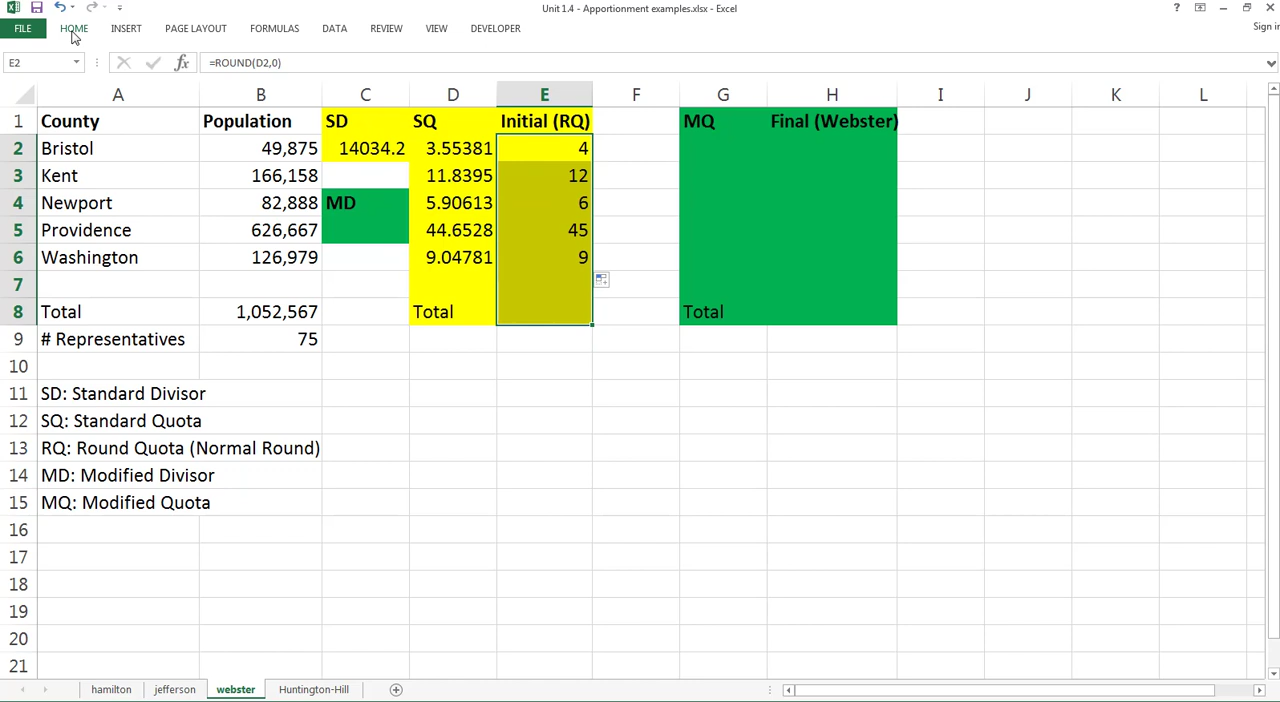 Unit 1.4 - Apportionment examples.xlsx - Excel
?
FILE HOME INSERT PAGE LAYOUT FORMULAS DATA REVIEW VIEW DEVELOPER Sign in
E2 fx =ROUND(D2,0)
A B C D E F G H I J K L
1 County Population SD SQ Initial (RQ) MQ Final (Webster)
2 Bristol 49,875 14034.2 3.55381 4
3 Kent 166,158 11.8395 12
4 Newport 82,888 MD 5.90613 6
5 Providence 626,667 44.6528 45
6 Washington 126,979 9.04781 9
7
8 Total 1,052,567 Total Total
9 # Representatives 75
10
11 SD: Standard Divisor
12 SQ: Standard Quota
13 RQ: Round Quota (Normal Round)
14 MD: Modified Divisor
15 MQ: Modified Quota
16
17
18
19
20
21
hamilton jefferson webster Huntington-Hill